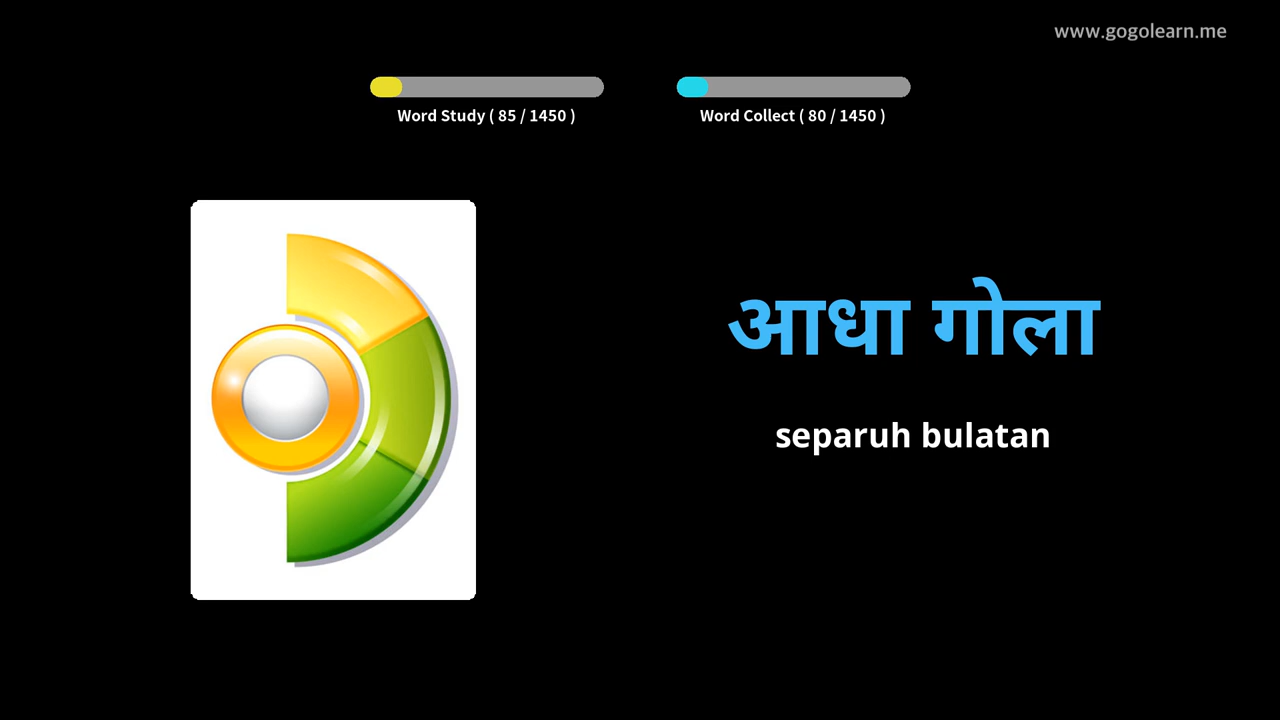 www.gogolearn.me
Word Study ( 85 / 1450 )
Word Collect ( 80 / 1450 )
आधा गोला
separuh bulatan